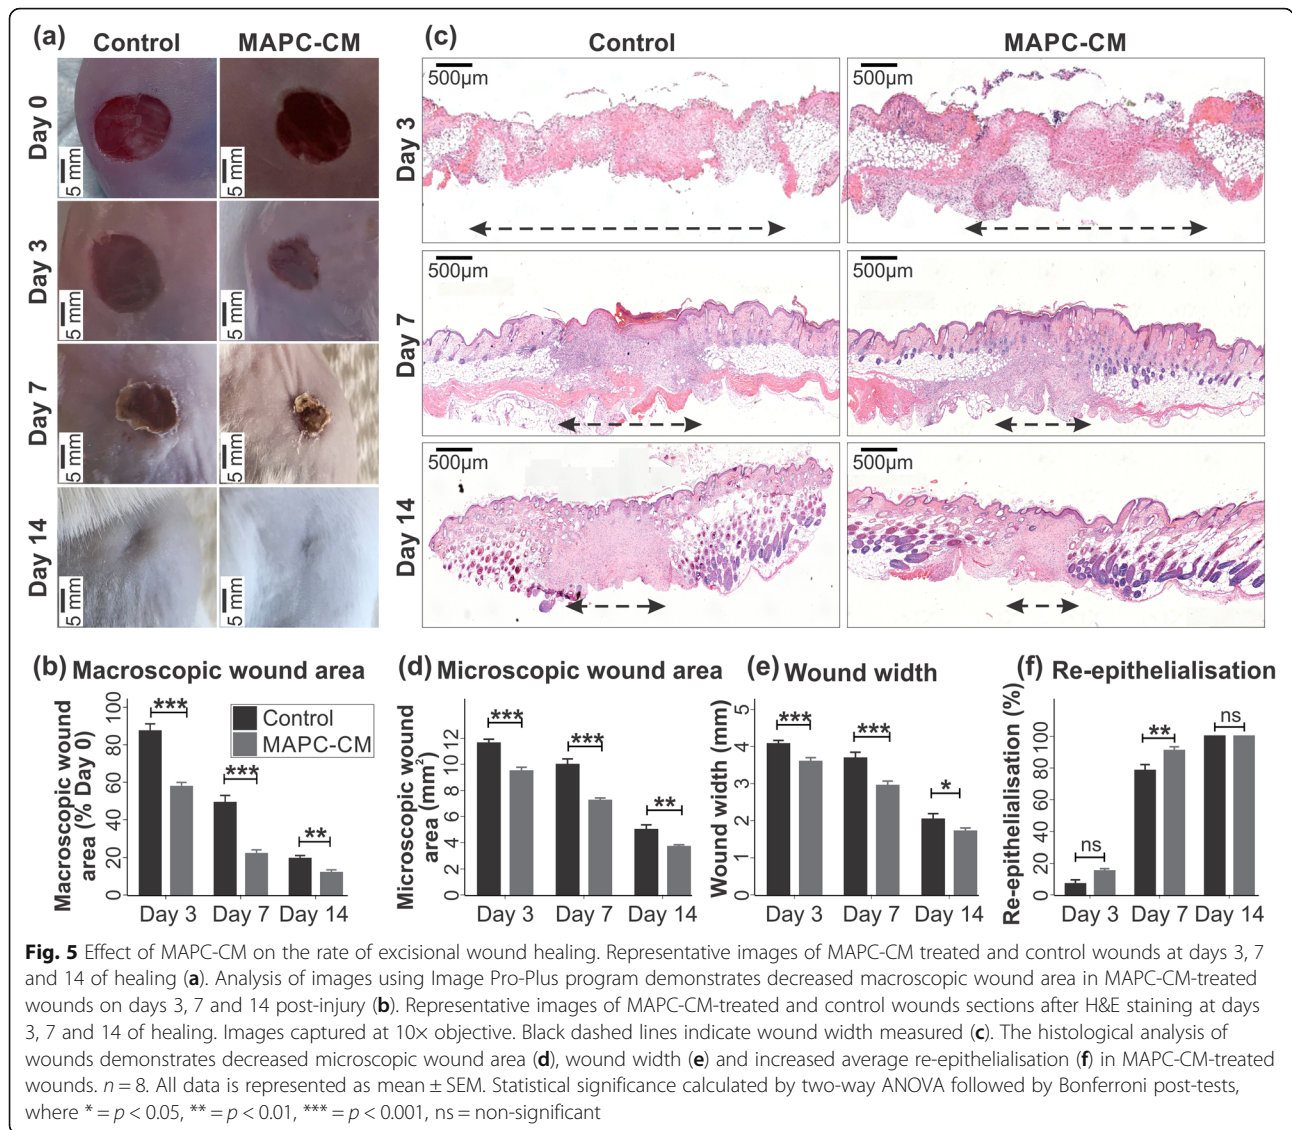 (a)
Control
MAPC-CM
Day 0
5 mm
5 mm
Day 3
5 mm
5 mm
Day 7
5 mm
5 mm
Day 14
5 mm
5 mm
(c)
Control
MAPC-CM
Day 3
500µm
500µm
Day 7
500µm
500µm
Day 14
500µm
500µm
(b) Macroscopic wound area
Macroscopic wound
area (% Day 0)
100
80
60
40
20
0
***
***
**
Control
MAPC-CM
Day 3
Day 7
Day 14
(d) Microscopic wound area
Microscopic wound
area (mm²)
12
10
8
6
4
2
0
***
***
**
Day 3
Day 7
Day 14
(e) Wound width
Wound width (mm)
5
4
3
2
1
0
***
***
*
Day 3
Day 7
Day 14
(f) Re-epithelialisation
Re-epithelialisation (%)
100
80
60
40
20
0
ns
**
ns
Day 3
Day 7
Day 14
Fig. 5 Effect of MAPC-CM on the rate of excisional wound healing. Representative images of MAPC-CM treated and control wounds at days 3, 7
and 14 of healing (a). Analysis of images using Image Pro-Plus program demonstrates decreased macroscopic wound area in MAPC-CM-treated
wounds on days 3, 7 and 14 post-injury (b). Representative images of MAPC-CM-treated and control wounds sections after H&E staining at days
3, 7 and 14 of healing. Images captured at 10× objective. Black dashed lines indicate wound width measured (c). The histological analysis of
wounds demonstrates decreased microscopic wound area (d), wound width (e) and increased average re-epithelialisation (f) in MAPC-CM-treated
wounds. n = 8. All data is represented as mean ± SEM. Statistical significance calculated by two-way ANOVA followed by Bonferroni post-tests,
where * = p < 0.05, ** = p < 0.01, *** = p < 0.001, ns = non-significant